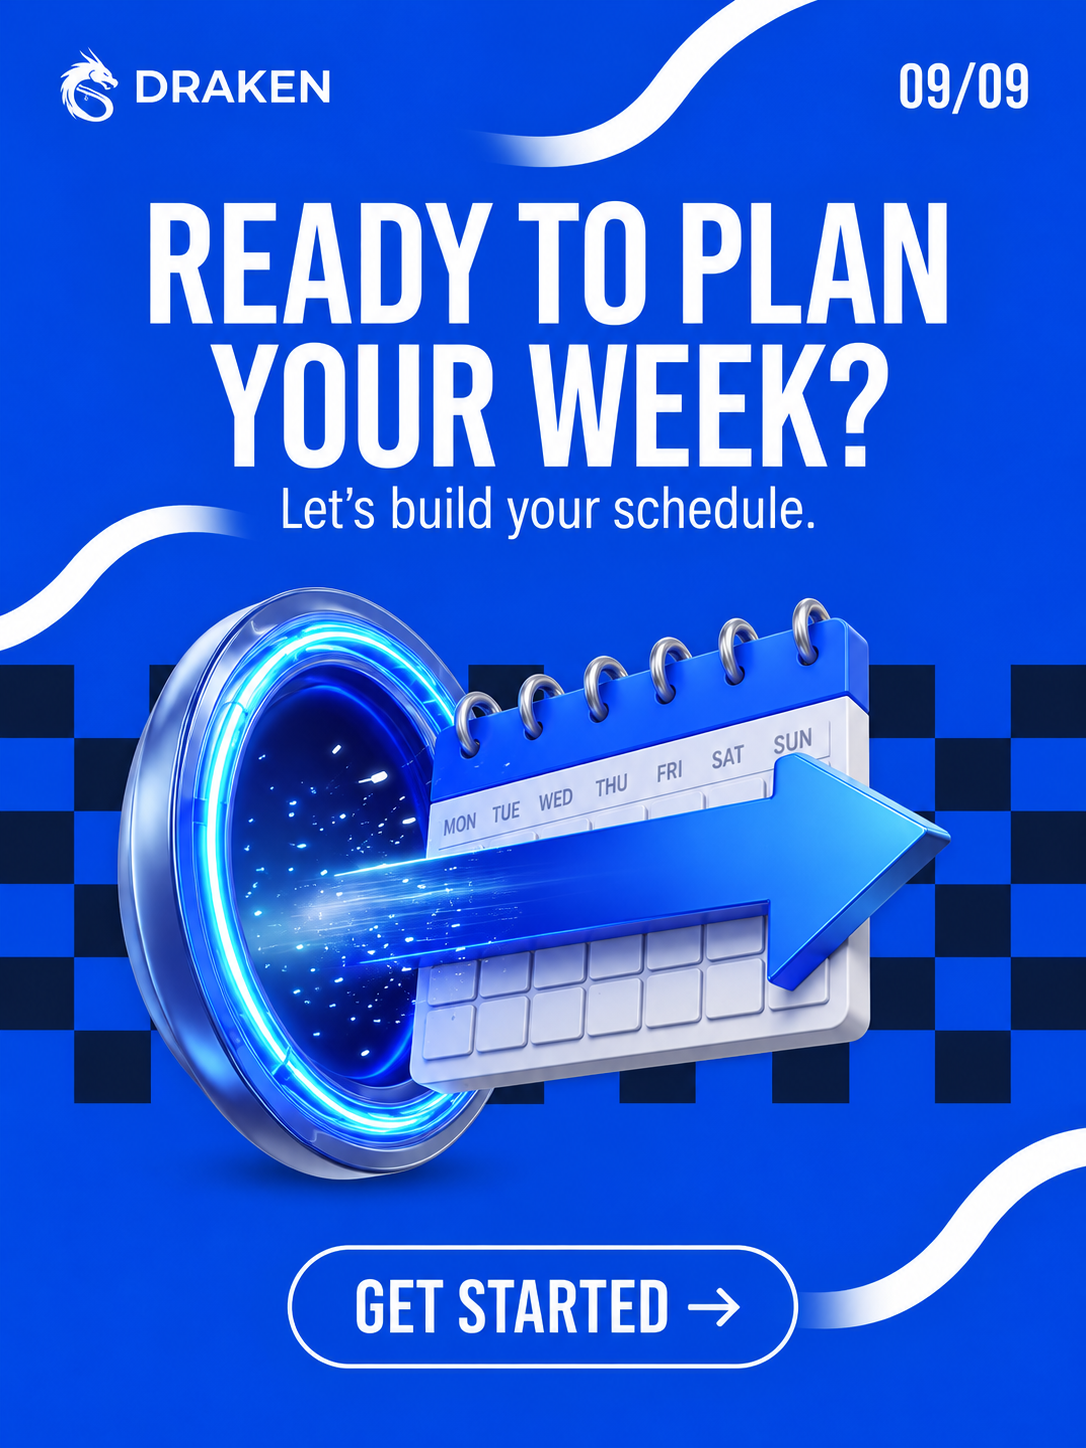 DRAKEN
09/09
READY TO PLAN
YOUR WEEK?
Let’s build your schedule.
MON TUE WED THU FRI SAT SUN
GET STARTED →